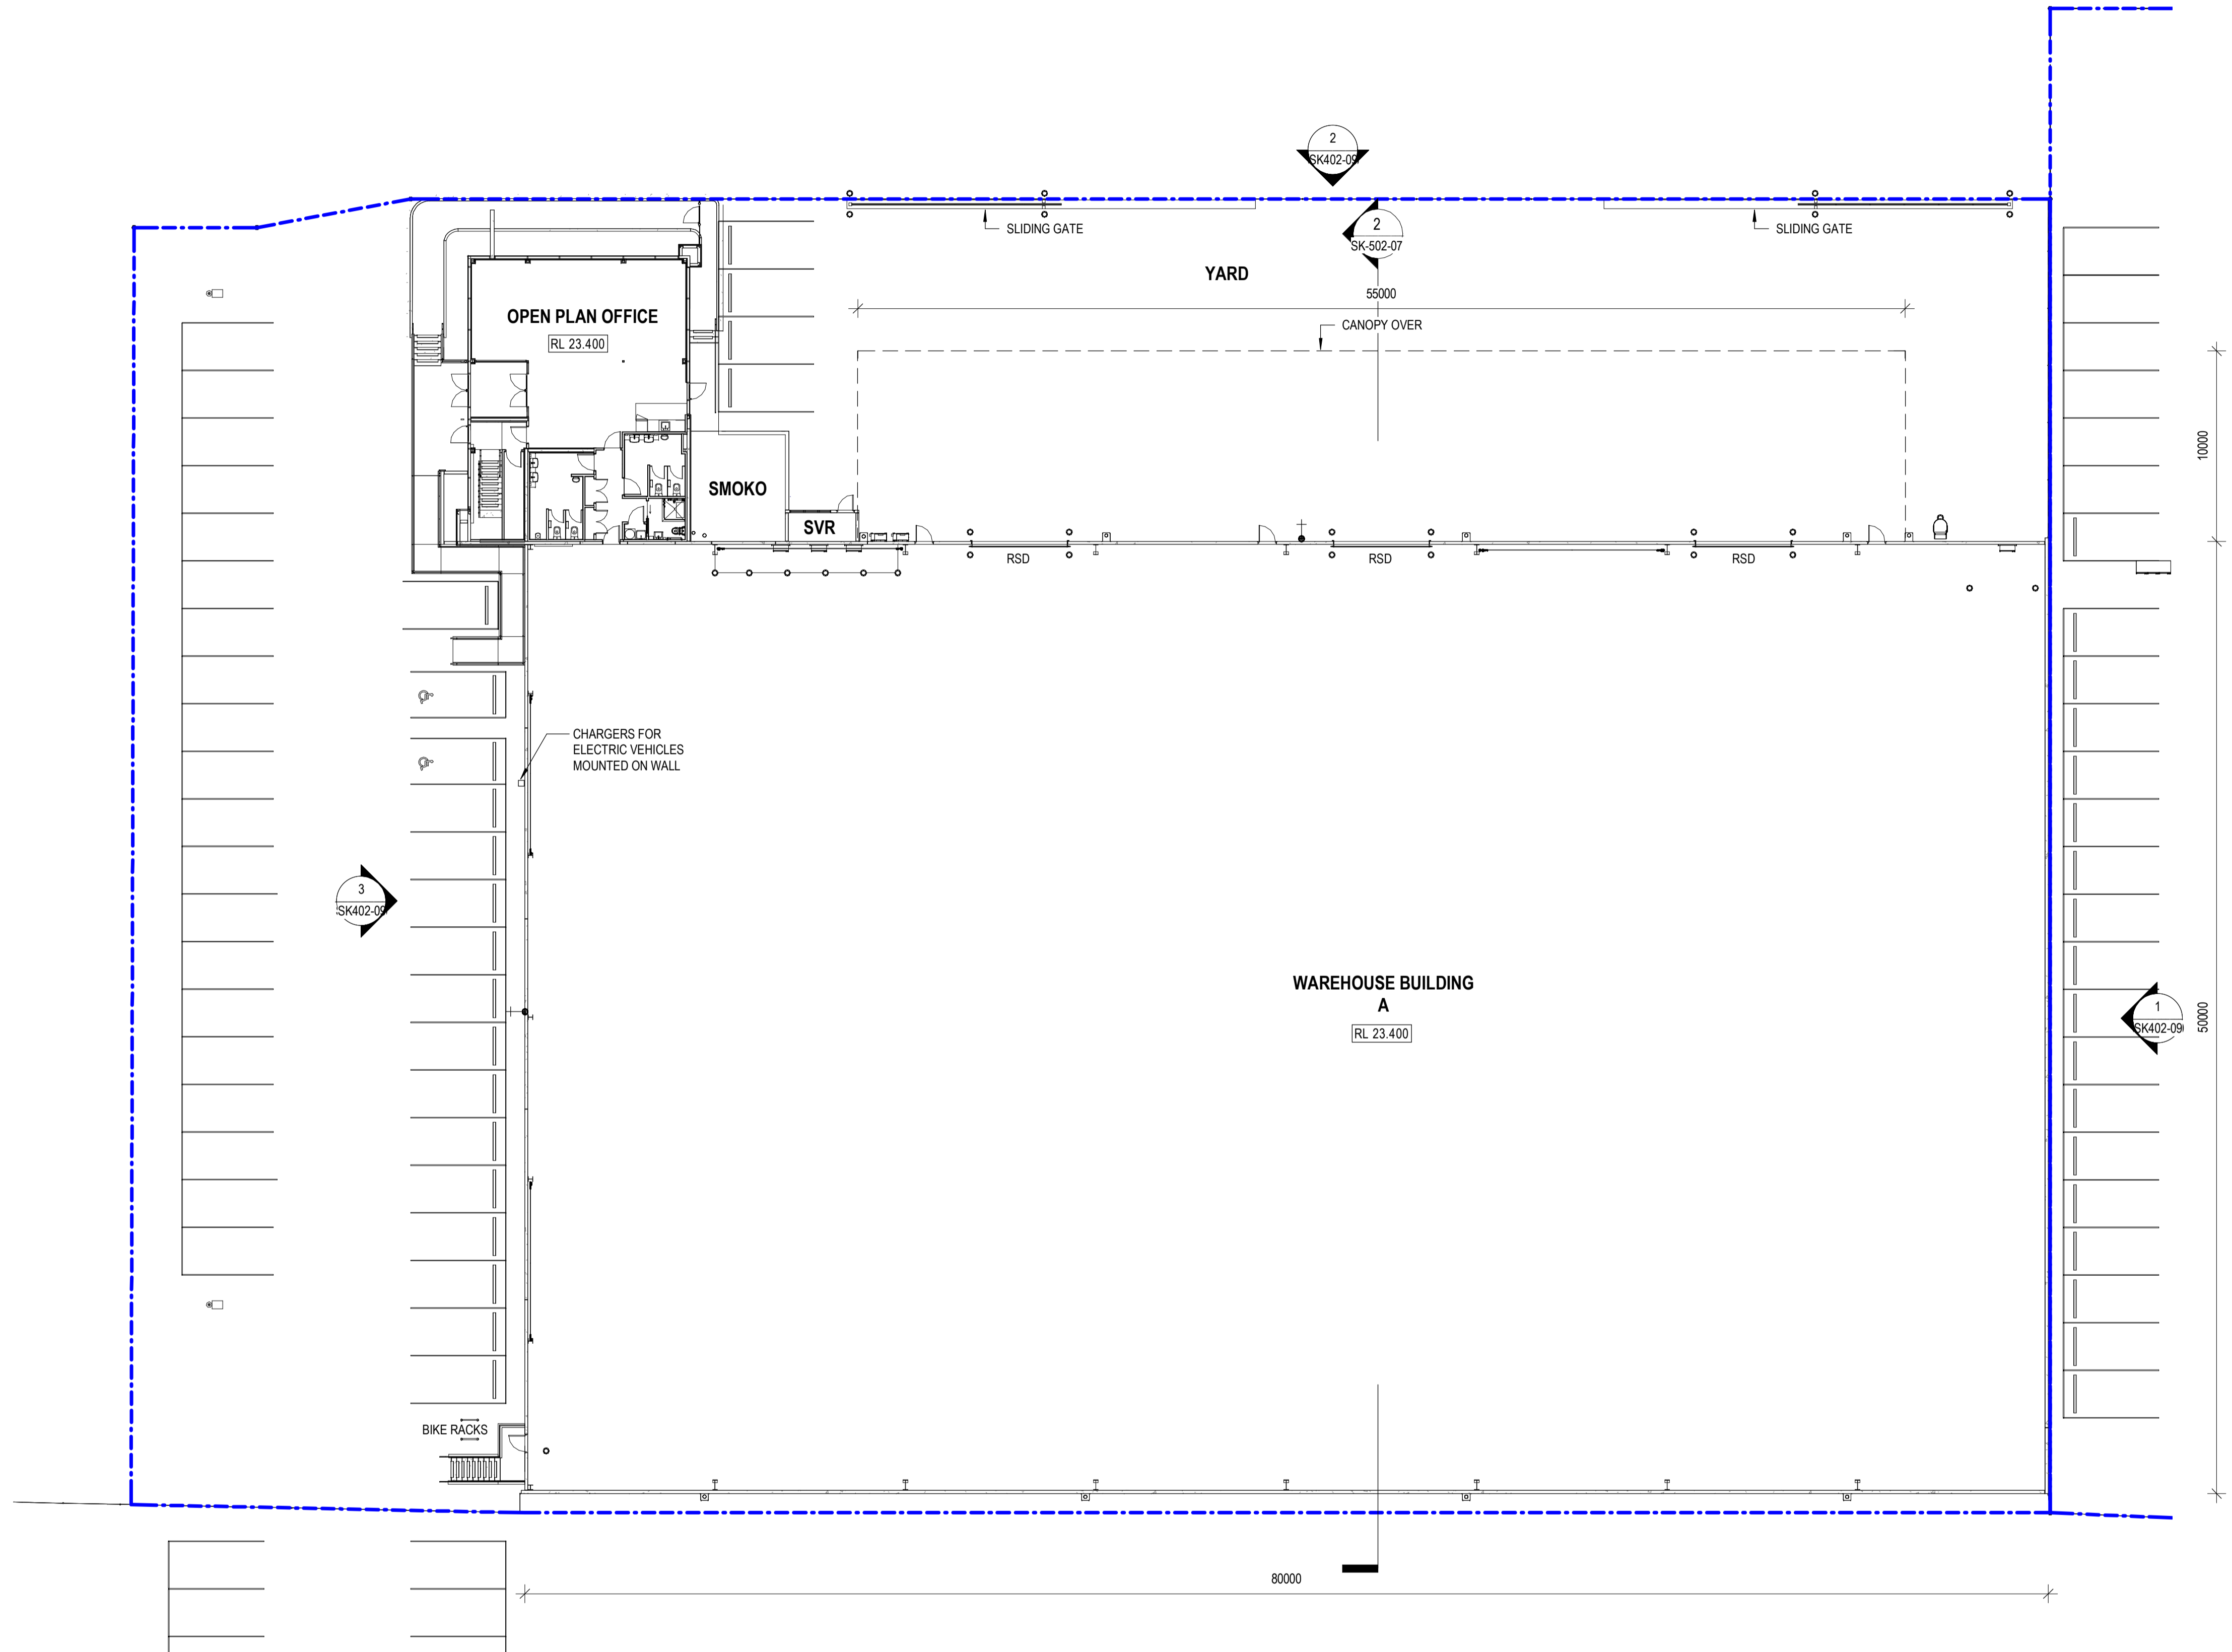 2
SK402-09
2
SK-502-07
SLIDING GATE
SLIDING GATE
YARD
55000
OPEN PLAN OFFICE
RL 23.400
CANOPY OVER
10000
SMOKO
SVR
RSD
RSD
RSD
CHARGERS FOR
ELECTRIC VEHICLES
MOUNTED ON WALL
3
SK402-09
WAREHOUSE BUILDING
A
RL 23.400
1
SK402-09
50000
BIKE RACKS
80000